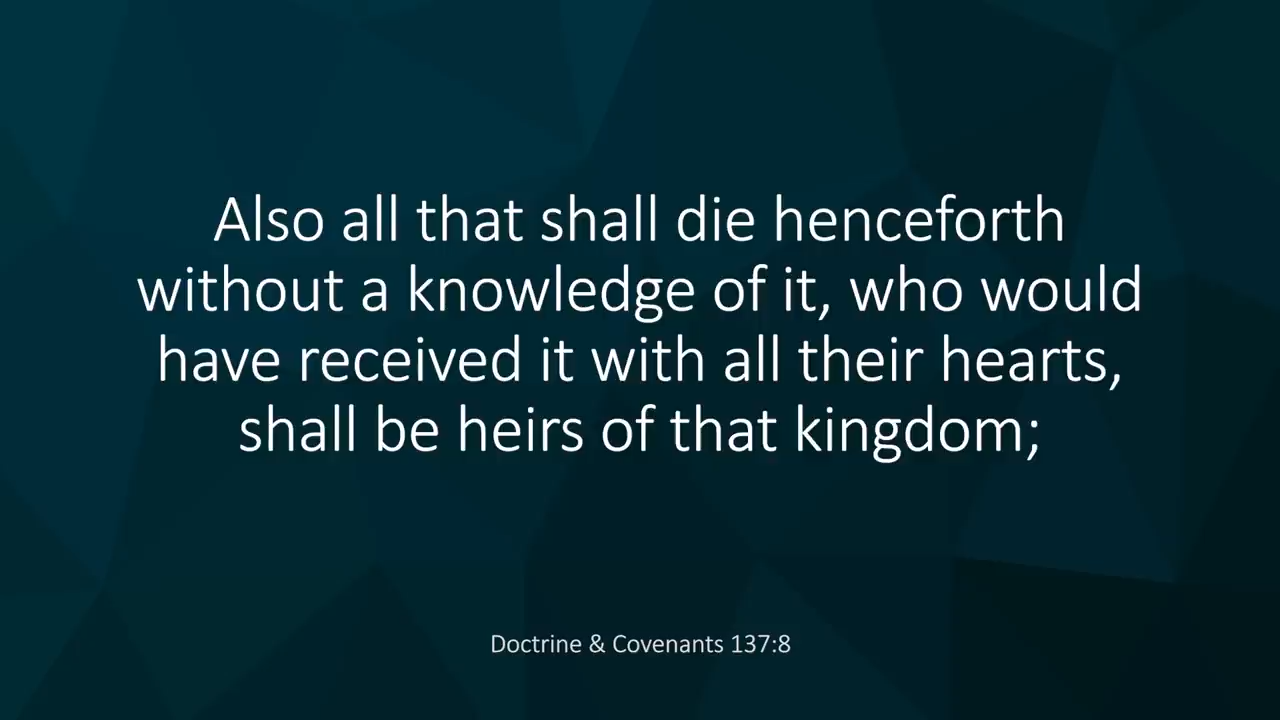 Also all that shall die henceforth
without a knowledge of it, who would
have received it with all their hearts,
shall be heirs of that kingdom;
Doctrine & Covenants 137:8